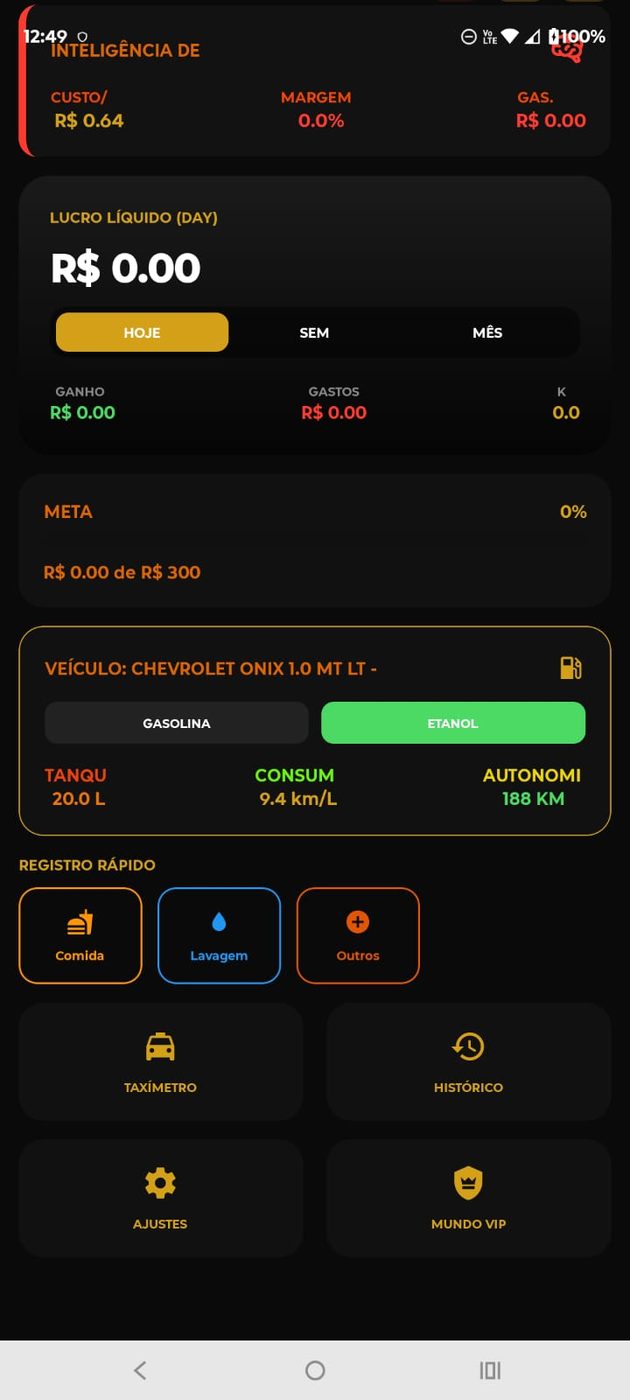 12:49 Vo LTE 100%
INTELIGÊNCIA DE
CUSTO/ MARGEM GAS.
R$ 0.64 0.0% R$ 0.00
LUCRO LÍQUIDO (DAY)
R$ 0.00
HOJE SEM MÊS
GANHO GASTOS K
R$ 0.00 R$ 0.00 0.0
META 0%
R$ 0.00 de R$ 300
VEÍCULO: CHEVROLET ONIX 1.0 MT LT -
GASOLINA ETANOL
TANQU CONSUM AUTONOMI
20.0 L 9.4 km/L 188 KM
REGISTRO RÁPIDO
Comida Lavagem Outros
TAXÍMETRO HISTÓRICO
AJUSTES MUNDO VIP